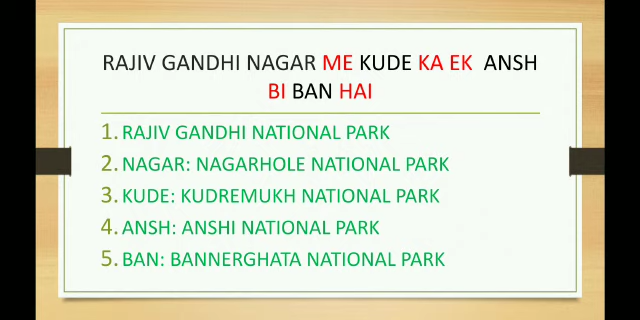 RAJIV GANDHI NAGAR ME KUDE KA EK ANSH
BI BAN HAI
1. RAJIV GANDHI NATIONAL PARK
2. NAGAR: NAGARHOLE NATIONAL PARK
3. KUDE: KUDREMUKH NATIONAL PARK
4. ANSH: ANSHI NATIONAL PARK
5. BAN: BANNERGHATA NATIONAL PARK